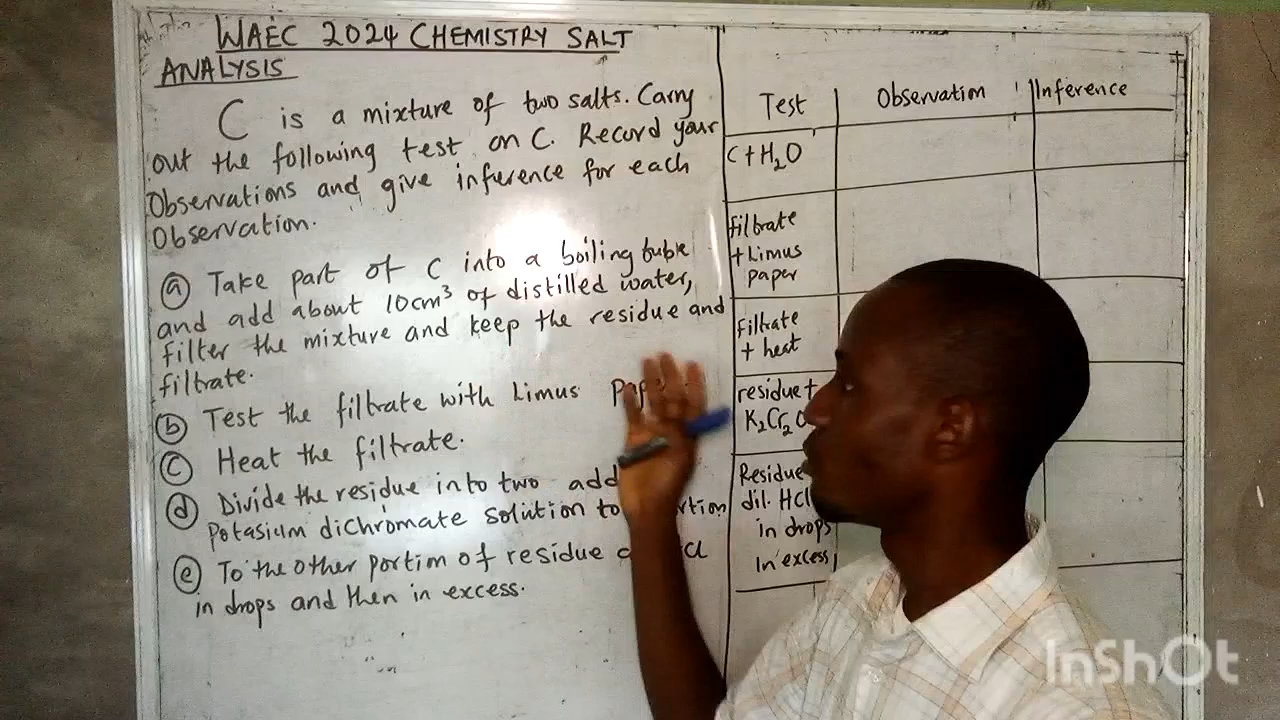 WAEC 2024 CHEMISTRY SALT
ANALYSIS
C is a mixture of two salts. Carry
out the following test on C. Record your
Observations and give inference for each
Observation.
(a) Take part of C into a boiling tube
and add about 10cm³ of distilled water,
filter the mixture and keep the residue and
filtrate.
(b) Test the filtrate with Limus
(c) Heat the filtrate.
(d) Divide the residue into two add
Potasium dichromate solution to
(e) To the other portion of residue
in drops and then in excess.
Test
Observation
Inference
C + H₂O
filtrate
+ Limus
paper
filtrate
+ heat
residue +
K₂Cr₂O
Residue
dil. HCl
in drops
In excess
InShOt